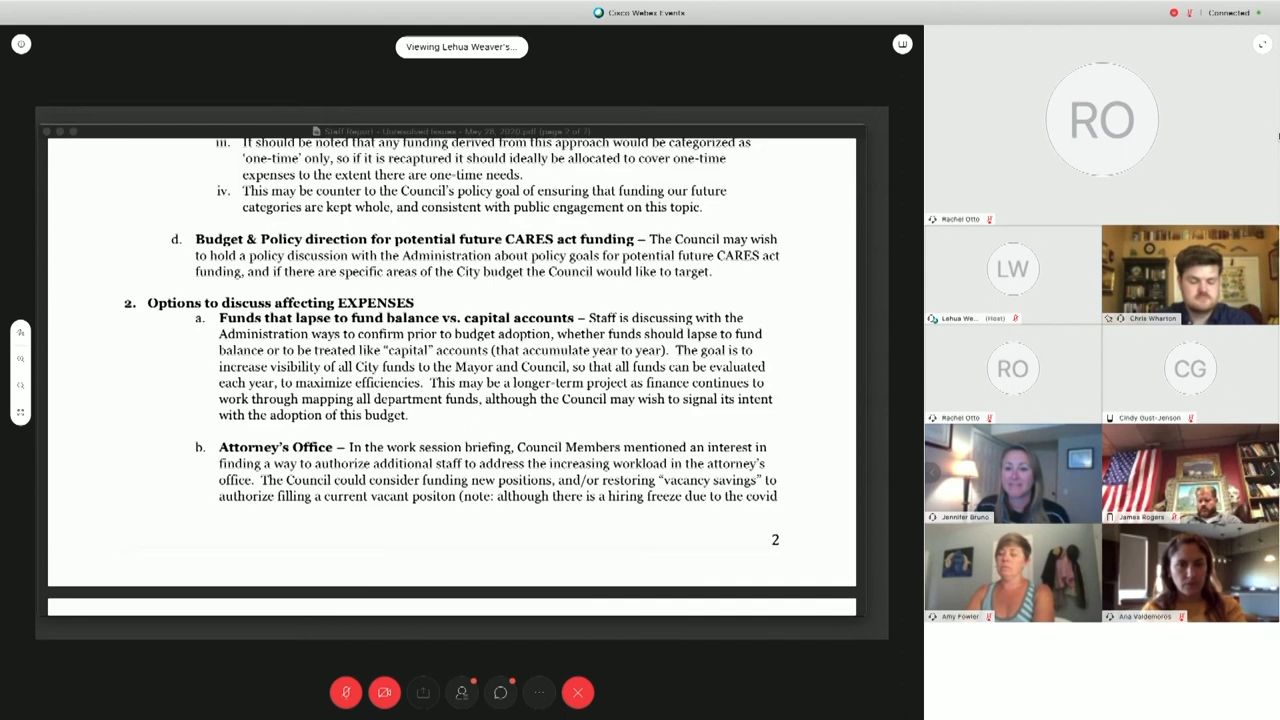 Cisco Webex Events
Connected
Viewing Lehua Weaver's...
Staff Report - Unresolved Issues - May 28, 2020.pdf (page 2 of 7)
iii. It should be noted that any funding derived from this approach would be categorized as
'one-time' only, so if it is recaptured it should ideally be allocated to cover one-time
expenses to the extent there are one-time needs.
iv. This may be counter to the Council's policy goal of ensuring that funding our future
categories are kept whole, and consistent with public engagement on this topic.
d. Budget & Policy direction for potential future CARES act funding – The Council may wish
to hold a policy discussion with the Administration about policy goals for potential future CARES act
funding, and if there are specific areas of the City budget the Council would like to target.
2. Options to discuss affecting EXPENSES
a. Funds that lapse to fund balance vs. capital accounts – Staff is discussing with the
Administration ways to confirm prior to budget adoption, whether funds should lapse to fund
balance or to be treated like "capital" accounts (that accumulate year to year). The goal is to
increase visibility of all City funds to the Mayor and Council, so that all funds can be evaluated
each year, to maximize efficiencies. This may be a longer-term project as finance continues to
work through mapping all department funds, although the Council may wish to signal its intent
with the adoption of this budget.
b. Attorney's Office – In the work session briefing, Council Members mentioned an interest in
finding a way to authorize additional staff to address the increasing workload in the attorney's
office. The Council could consider funding new positions, and/or restoring "vacancy savings" to
authorize filling a current vacant positon (note: although there is a hiring freeze due to the covid
2
RO
Rachel Otto
LW
Lehua We... (Host)
Chris Wharton
RO
Rachel Otto
CG
Cindy Gust-Jenson
Jennifer Bruno
James Rogers
Amy Fowler
Ana Valdemoros